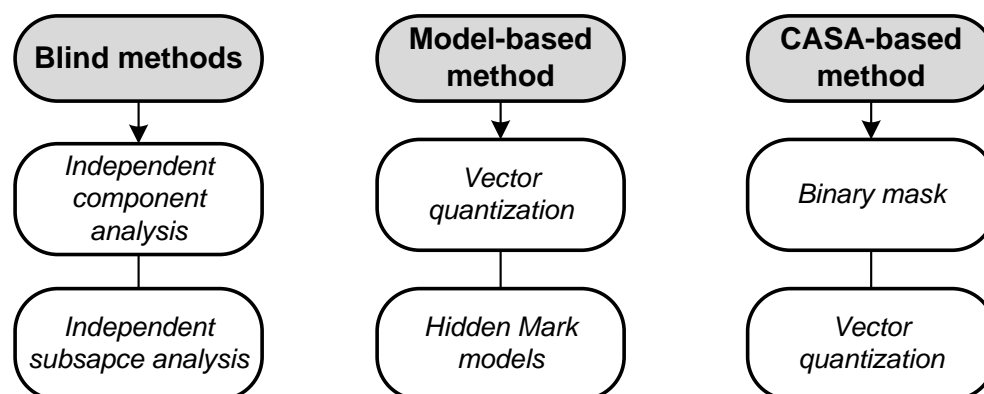 Blind methods
Independent
component
analysis
Independent
subsapce analysis
Model-based
method
Vector
quantization
Hidden Mark
models
CASA-based
method
Binary mask
Vector
quantization